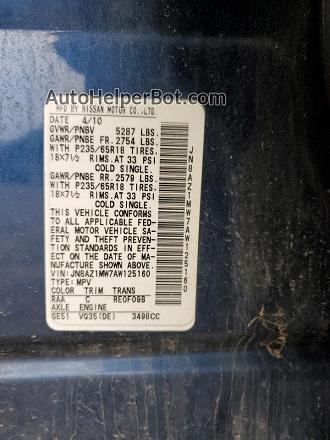 AutoHelperBot.com
MFD BY NISSAN MOTOR CO.,LTD.
DATE 4/10
GVWR/PNBV 5287 LBS.
GAWR/PNBE FR. 2754 LBS.
WITH P235/65R18 TIRES,
18X7½ RIMS.AT 33 PSI
COLD SINGLE.
GAWR/PNBE RR. 2579 LBS.
WITH P235/65R18 TIRES,
18X7½ RIMS.AT 33 PSI
COLD SINGLE.
THIS VEHICLE CONFORMS
TO ALL APPLICABLE FED-
ERAL MOTOR VEHICLE SA-
FETY AND THEFT PREVEN-
TION STANDARDS IN EFF-
ECT ON THE DATE OF MA-
NUFACTURE SHOWN ABOVE.
V.I.N.: JN8AZ1MW7AW125160
TYPE:MPV
COLOR TRIM TRANS
RAA C RE0F09B
AXLE ENGINE
GE51 VQ35(DE) 3498CC
JN8AZ1MW7AW125160